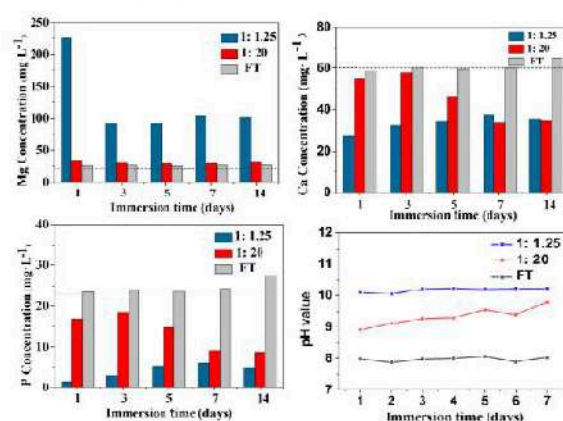 250
200
150
100
50
0
Mg Concentration (mg·L⁻¹)
1: 1.25
1: 20
FT
1 3 5 7 14
Immersion time (days)
80
60
40
20
0
Ca Concentration (mg·L⁻¹)
1: 1.25
1: 20
FT
1 3 5 7 14
Immersion time (days)
40
30
20
10
0
P Concentration mg·L⁻¹)
1: 1.25
1: 20
FT
1 3 5 7 14
Immersion time (days)
12
11
10
9
8
7
pH value
1: 1.25
1: 20
FT
1 2 3 4 5 6 7
Immersion time (days)